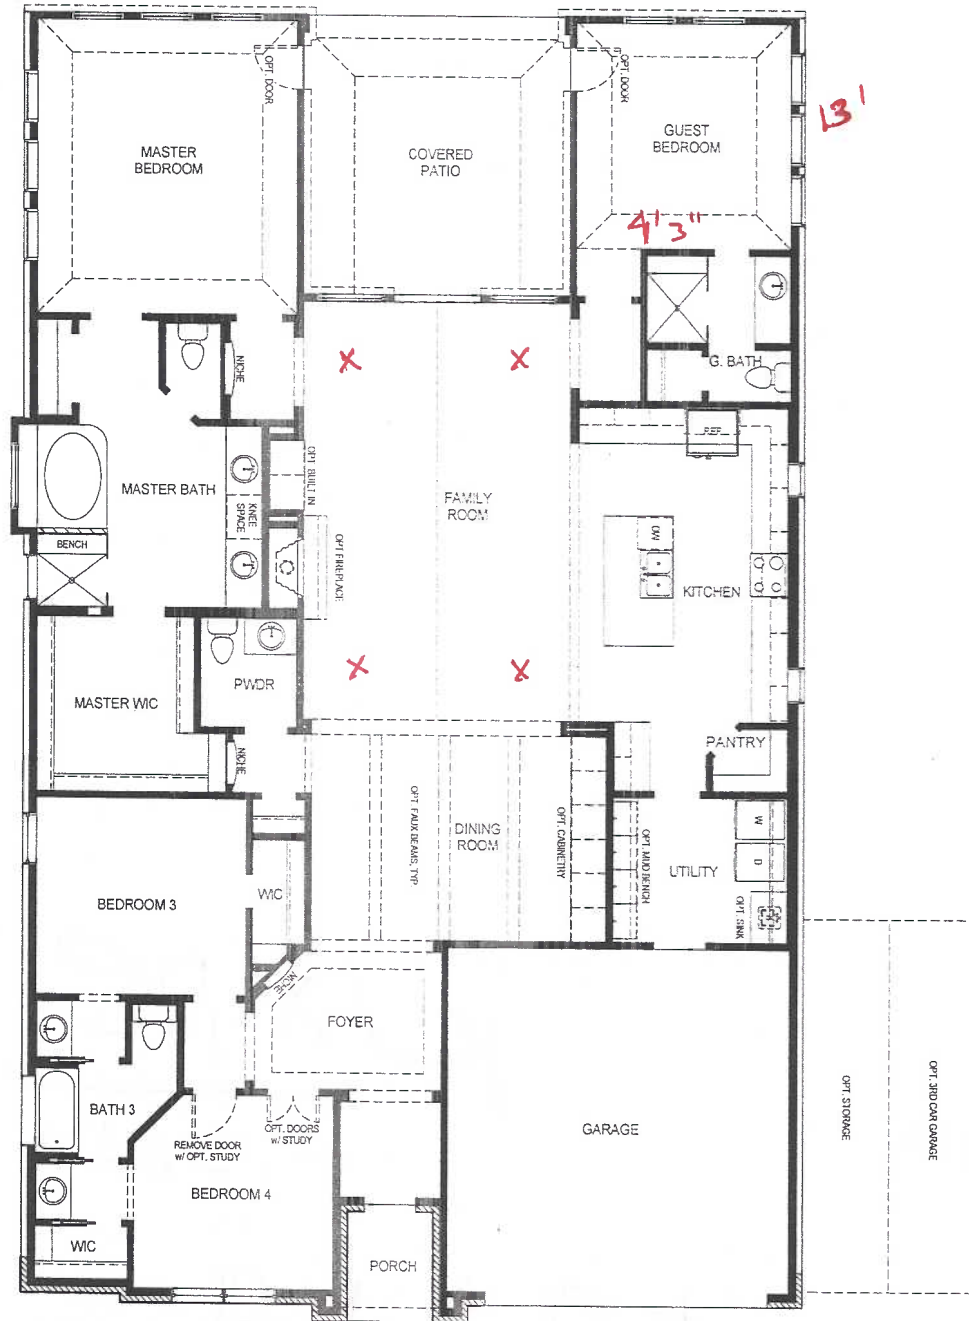 OPT. DOOR
OPT. DOOR
13'
MASTER
BEDROOM
COVERED
PATIO
GUEST
BEDROOM
4'3"
NICHE
X
X
G. BATH
REF
MASTER BATH
OPT. BUILT IN
FAMILY
ROOM
KNEE
SPACE
BENCH
OPT FIREPLACE
DW
KITCHEN
X
X
PWDR
MASTER WIC
NICHE
PANTRY
OPT. FAUX BEAMS, TYP
DINING
ROOM
OPT. CABINETRY
W
D
OPT. MUD BENCH
UTILITY
OPT. SINK
WIC
BEDROOM 3
NICHE
FOYER
BATH 3
REMOVE DOOR
w/ OPT. STUDY
OPT. DOORS
w/ STUDY
GARAGE
OPT. STORAGE
OPT. 3RD CAR GARAGE
BEDROOM 4
WIC
PORCH